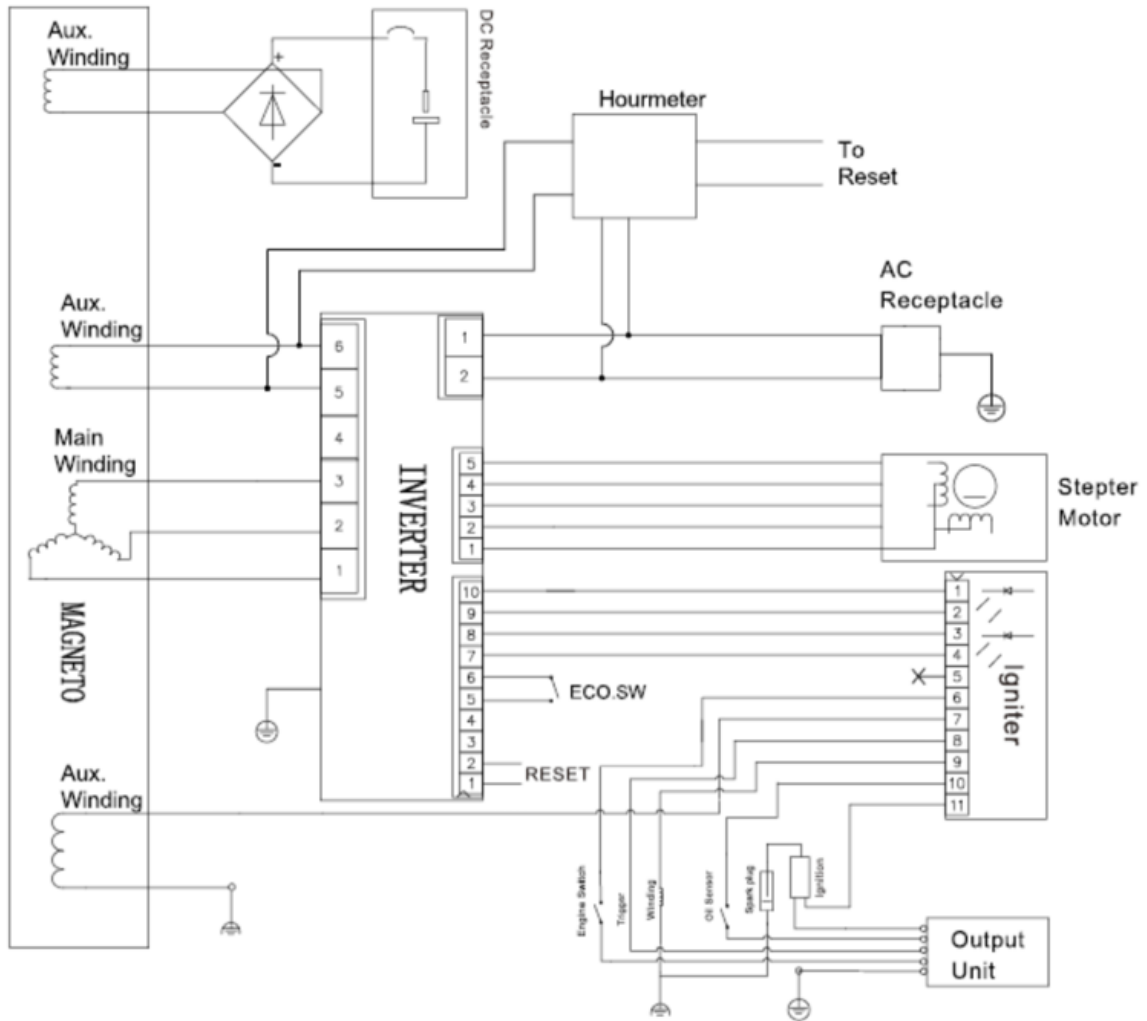 Aux.
Winding
+
-
DC Receptacle
Hourmeter
To
Reset
AC
Receptacle
Aux.
Winding
6
5
4
3
2
1
1
2
Main
Winding
MAGNETO
INVERTER
5
4
3
2
1
Stepter
Motor
10
9
8
7
6
5
4
3
2
1
ECO.SW
RESET
1
2
3
4
5
6
7
8
9
10
11
Igniter
Aux.
Winding
Engine Switch
Trigger
Winding
Oil Sensor
Spark plug
Ignition
Output
Unit